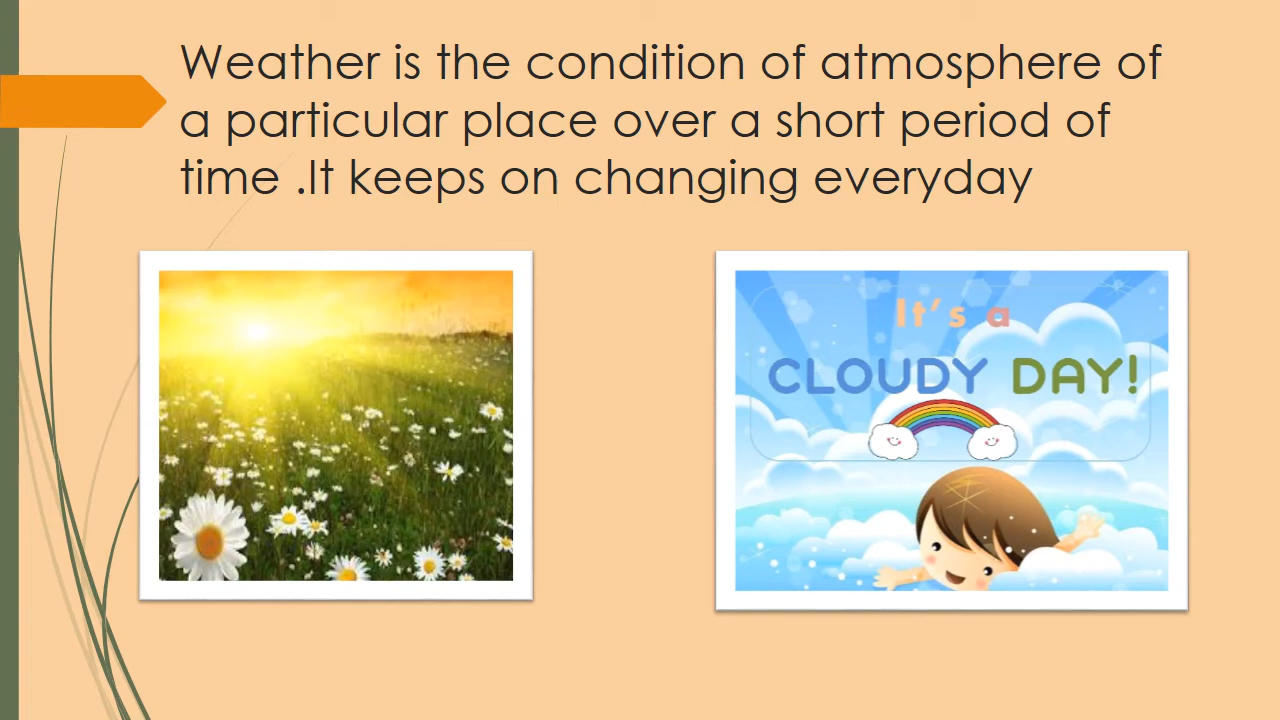 Weather is the condition of atmosphere of
a particular place over a short period of
time .It keeps on changing everyday
It's a
CLOUDY DAY!